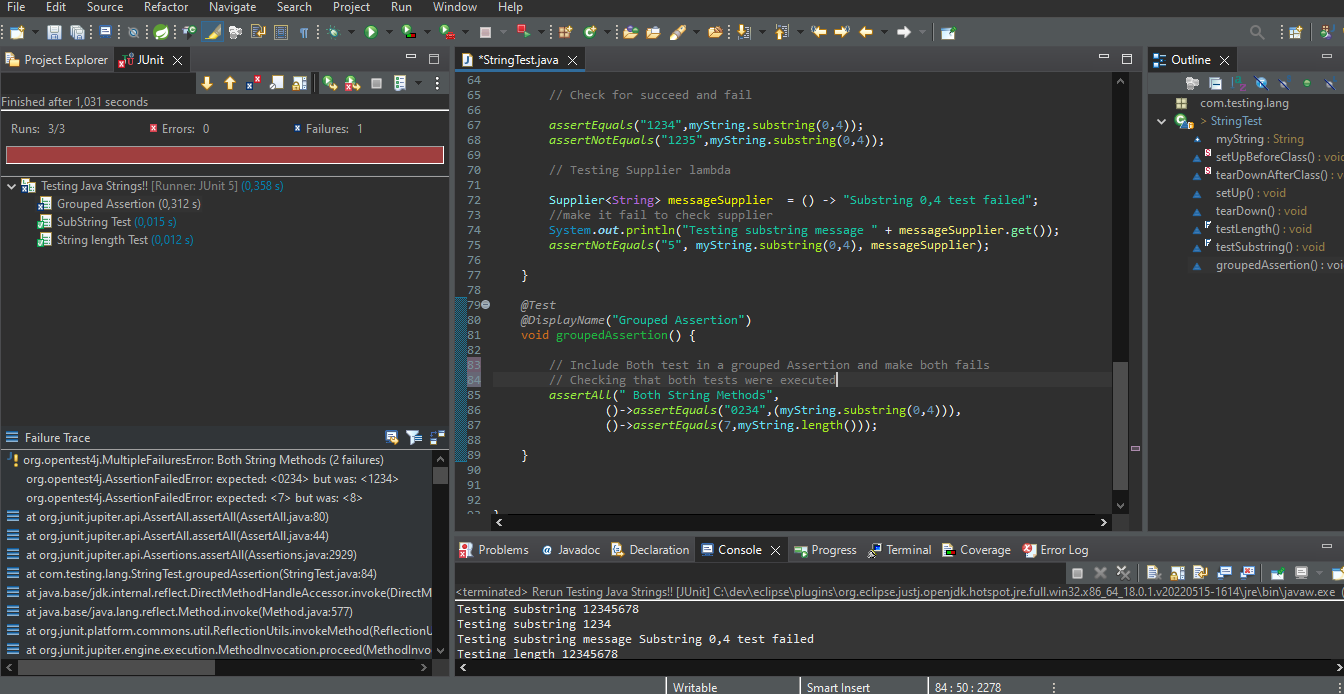 File Edit Source Refactor Navigate Search Project Run Window Help
Project Explorer JUnit
Finished after 1,031 seconds
Runs: 3/3 Errors: 0 Failures: 1
Testing Java Strings!! [Runner: JUnit 5] (0,358 s)
Grouped Assertion (0,312 s)
SubString Test (0,015 s)
String length Test (0,012 s)
Failure Trace
org.opentest4j.MultipleFailuresError: Both String Methods (2 failures)
org.opentest4j.AssertionFailedError: expected: <0234> but was: <1234>
org.opentest4j.AssertionFailedError: expected: <7> but was: <8>
at org.junit.jupiter.api.AssertAll.assertAll(AssertAll.java:80)
at org.junit.jupiter.api.AssertAll.assertAll(AssertAll.java:44)
at org.junit.jupiter.api.Assertions.assertAll(Assertions.java:2929)
at com.testing.lang.StringTest.groupedAssertion(StringTest.java:84)
at java.base/jdk.internal.reflect.DirectMethodHandleAccessor.invoke(DirectM
at java.base/java.lang.reflect.Method.invoke(Method.java:577)
at org.junit.platform.commons.util.ReflectionUtils.invokeMethod(ReflectionU
at org.junit.jupiter.engine.execution.MethodInvocation.proceed(MethodInvo
*StringTest.java
64
65 // Check for succeed and fail
66
67 assertEquals("1234",myString.substring(0,4));
68 assertNotEquals("1235",myString.substring(0,4));
69
70 // Testing Supplier lambda
71
72 Supplier<String> messageSupplier = () -> "Substring 0,4 test failed";
73 //make it fail to check supplier
74 System.out.println("Testing substring message " + messageSupplier.get());
75 assertNotEquals("5", myString.substring(0,4), messageSupplier);
76
77 }
78
79 @Test
80 @DisplayName("Grouped Assertion")
81 void groupedAssertion() {
82
83 // Include Both test in a grouped Assertion and make both fails
84 // Checking that both tests were executed
85 assertAll(" Both String Methods",
86 ()->assertEquals("0234",(myString.substring(0,4))),
87 ()->assertEquals(7,myString.length()));
88
89 }
90
91
92
Outline
com.testing.lang
> StringTest
myString : String
setUpBeforeClass() : void
tearDownAfterClass() : v
setUp() : void
tearDown() : void
testLength() : void
testSubstring() : void
groupedAssertion() : voi
Problems Javadoc Declaration Console Progress Terminal Coverage Error Log
<terminated> Rerun Testing Java Strings!! [JUnit] C:\dev\eclipse\plugins\org.eclipse.justj.openjdk.hotspot.jre.full.win32.x86_64_18.0.1.v20220515-1614\jre\bin\javaw.exe (
Testing substring 12345678
Testing substring 1234
Testing substring message Substring 0,4 test failed
Testing length 12345678
Writable Smart Insert 84 : 50 : 2278